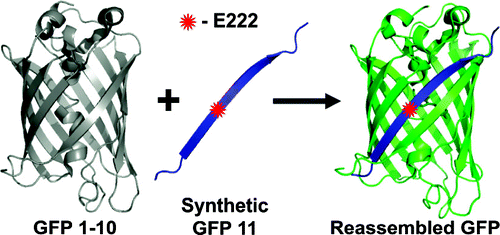 - E222
GFP 1-10
Synthetic
GFP 11
Reassembled GFP